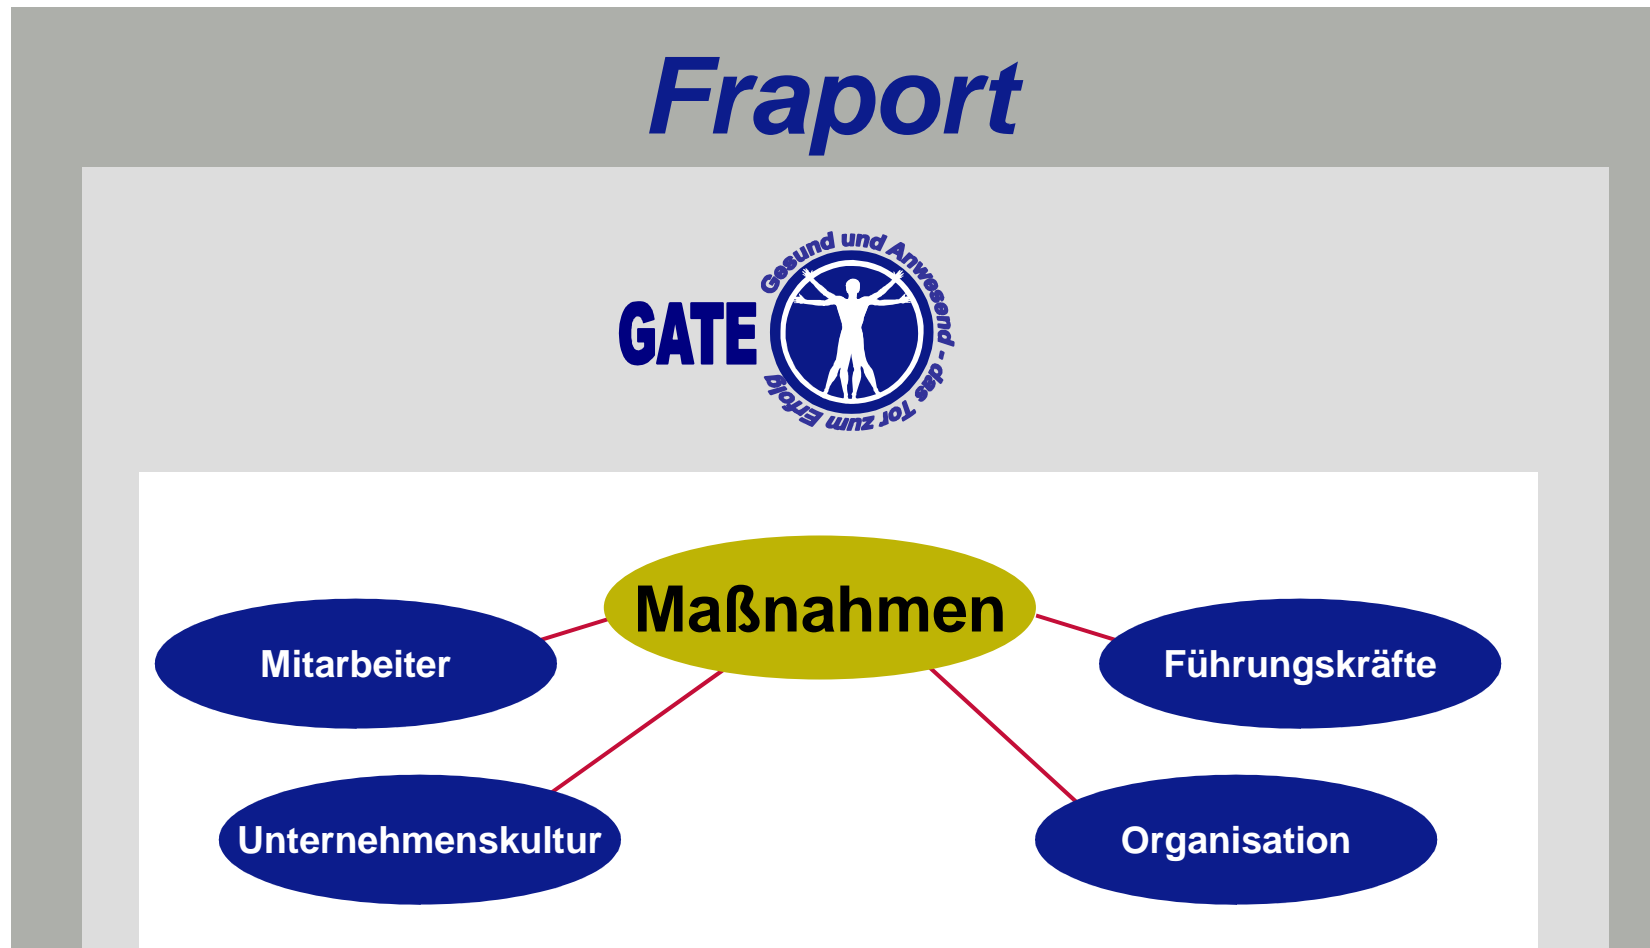 Fraport
GATE
Gesund und Anwesend - das Tor zum Erfolg
Maßnahmen
Mitarbeiter
Führungskräfte
Unternehmenskultur
Organisation